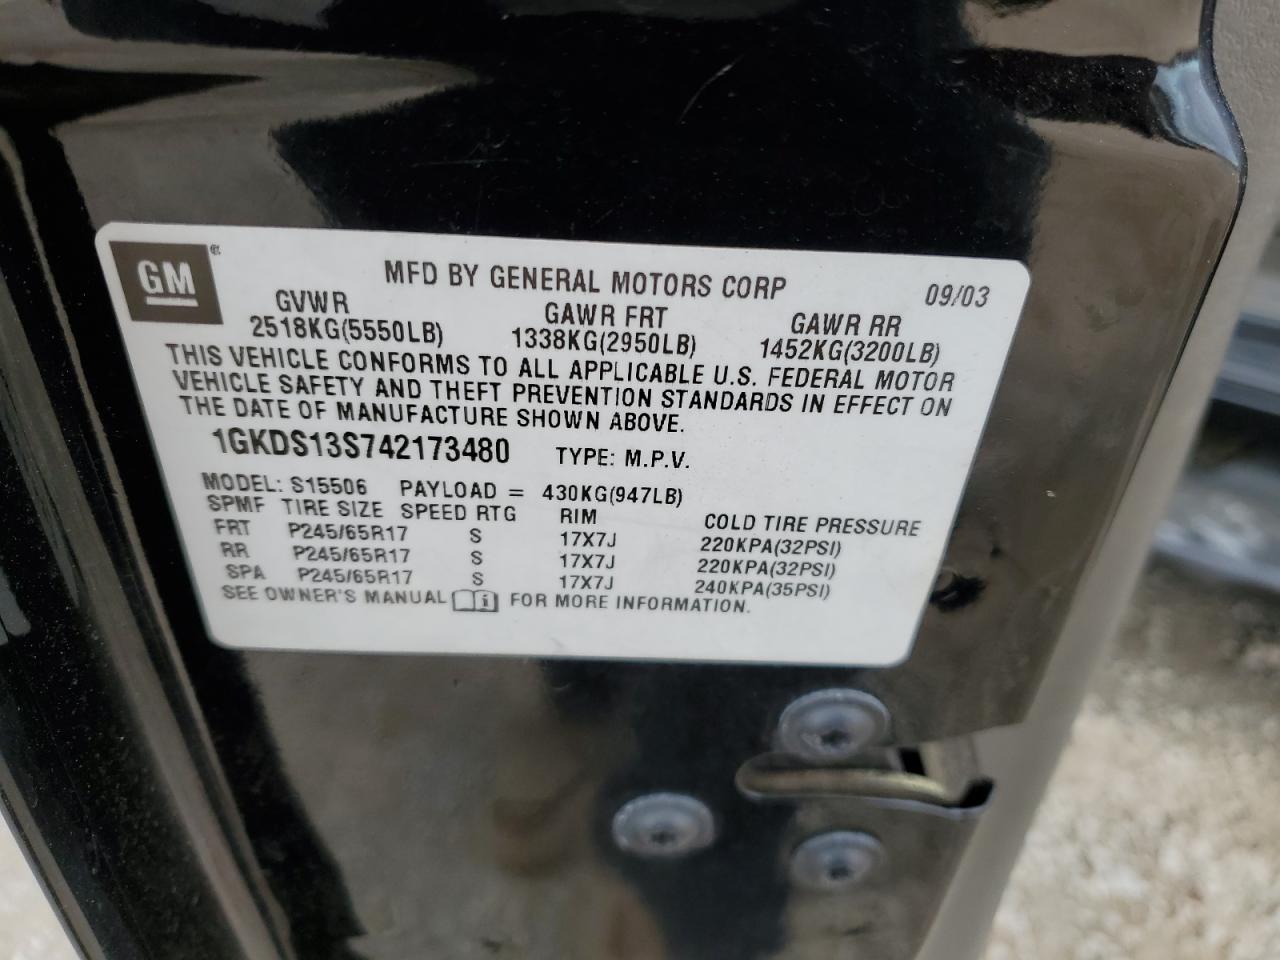 GM
MFD BY GENERAL MOTORS CORP 09/03
GVWR GAWR FRT GAWR RR
2518KG(5550LB) 1338KG(2950LB) 1452KG(3200LB)
THIS VEHICLE CONFORMS TO ALL APPLICABLE U.S. FEDERAL MOTOR
VEHICLE SAFETY AND THEFT PREVENTION STANDARDS IN EFFECT ON
THE DATE OF MANUFACTURE SHOWN ABOVE.
1GKDS13S742173480 TYPE: M.P.V.
MODEL: S15506 PAYLOAD = 430KG(947LB)
SPMF TIRE SIZE SPEED RTG RIM COLD TIRE PRESSURE
FRT P245/65R17 S 17X7J 220KPA(32PSI)
RR P245/65R17 S 17X7J 220KPA(32PSI)
SPA P245/65R17 S 17X7J 240KPA(35PSI)
SEE OWNER'S MANUAL FOR MORE INFORMATION.